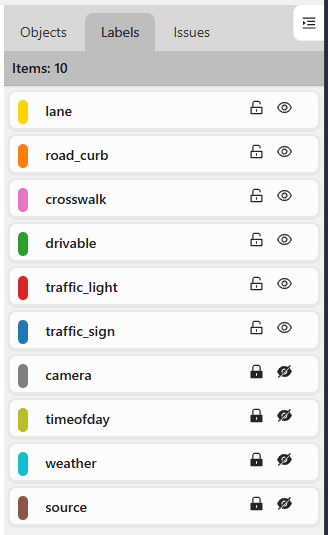 Objects Labels Issues
Items: 10
lane
road_curb
crosswalk
drivable
traffic_light
traffic_sign
camera
timeofday
weather
source